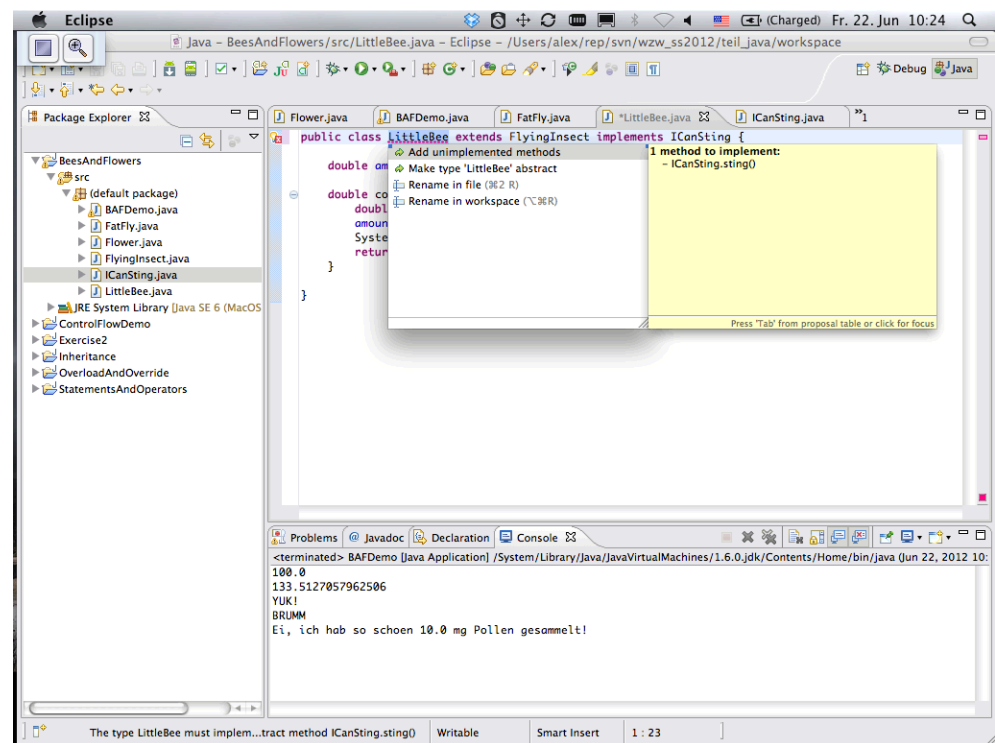 Eclipse (Charged) Fr. 22. Jun 10:24
Java – BeesAndFlowers/src/LittleBee.java – Eclipse – /Users/alex/rep/svn/wzw_ss2012/teil_java/workspace
Debug Java
Package Explorer
Flower.java BAFDemo.java FatFly.java *LittleBee.java ICanSting.java »1
BeesAndFlowers
src
(default package)
BAFDemo.java
FatFly.java
Flower.java
FlyingInsect.java
ICanSting.java
LittleBee.java
JRE System Library [Java SE 6 (MacOS
ControlFlowDemo
Exercise2
Inheritance
OverloadAndOverride
StatementsAndOperators
public class LittleBee extends FlyingInsect implements ICanSting {
double am
double co
doubl
amoun
Syste
retur
}
}
Add unimplemented methods
Make type 'LittleBee' abstract
Rename in file (⌘2 R)
Rename in workspace (⌥⌘R)
1 method to implement:
– ICanSting.sting()
Press 'Tab' from proposal table or click for focus
Problems @ Javadoc Declaration Console
<terminated> BAFDemo [Java Application] /System/Library/Java/JavaVirtualMachines/1.6.0.jdk/Contents/Home/bin/java (Jun 22, 2012 10:
100.0
133.5127057962506
YUK!
BRUMM
Ei, ich hab so schoen 10.0 mg Pollen gesammelt!
The type LittleBee must implem...tract method ICanSting.sting() Writable Smart Insert 1 : 23